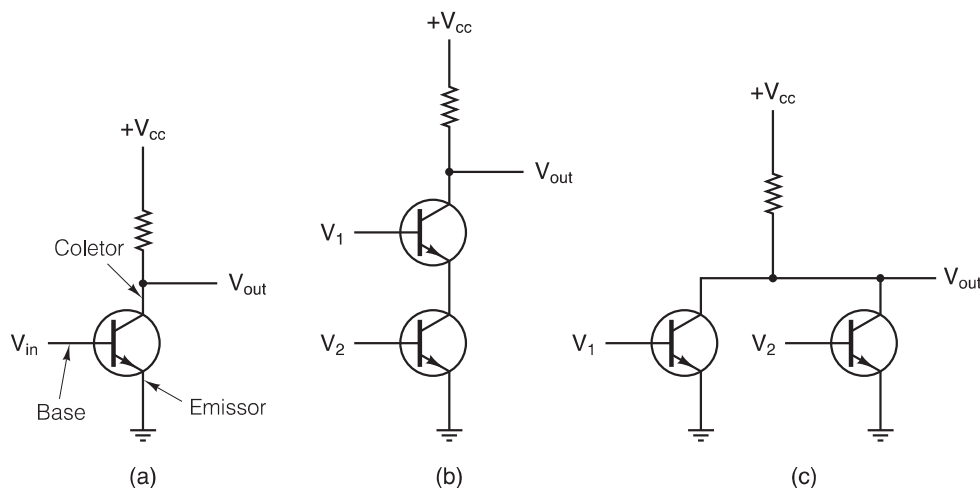 +Vcc
Coletor
Vout
Vin
Base
Emissor
(a)
+Vcc
Vout
V1
V2
(b)
+Vcc
Vout
V1
V2
(c)